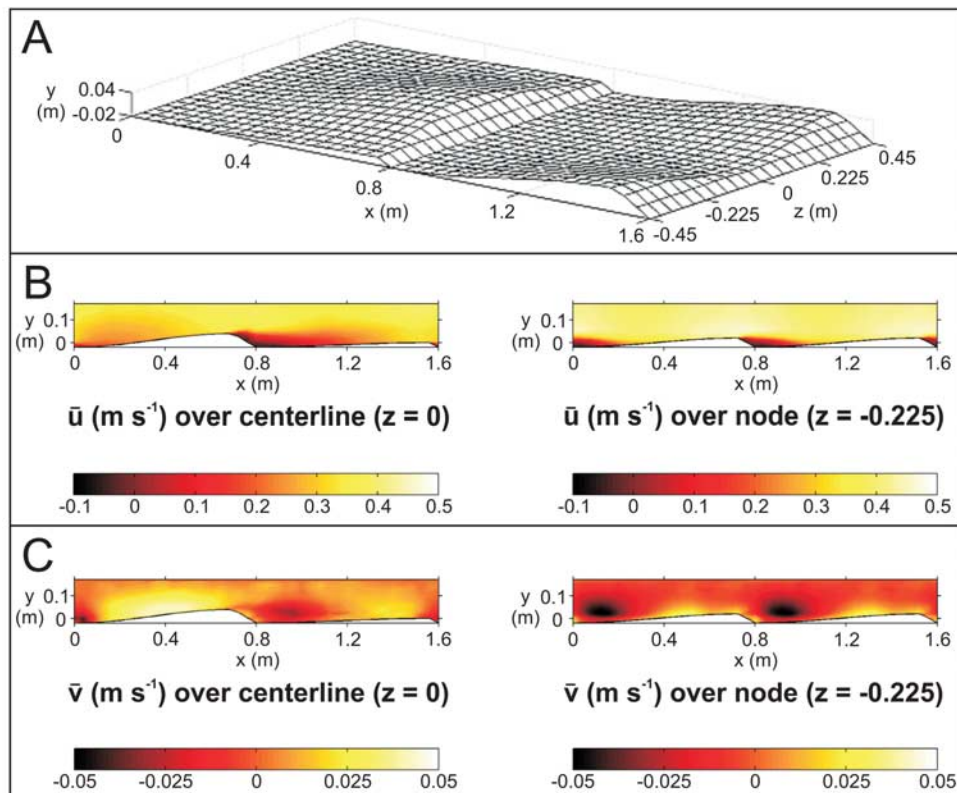 A
y
(m)
0.04
-0.02
0
0.4
0.8
1.2
1.6
x (m)
-0.45
-0.225
0
0.225
0.45
z (m)
B
y
(m)
0.1
0
0 0.4 0.8 1.2 1.6
x (m)
ū (m s⁻¹) over centerline (z = 0)
-0.1 0 0.1 0.2 0.3 0.4 0.5
y
(m)
0.1
0
0 0.4 0.8 1.2 1.6
x (m)
ū (m s⁻¹) over node (z = -0.225)
-0.1 0 0.1 0.2 0.3 0.4 0.5
C
y
(m)
0.1
0
0 0.4 0.8 1.2 1.6
x (m)
v̄ (m s⁻¹) over centerline (z = 0)
-0.05 -0.025 0 0.025 0.05
y
(m)
0.1
0
0 0.4 0.8 1.2 1.6
x (m)
v̄ (m s⁻¹) over node (z = -0.225)
-0.05 -0.025 0 0.025 0.05